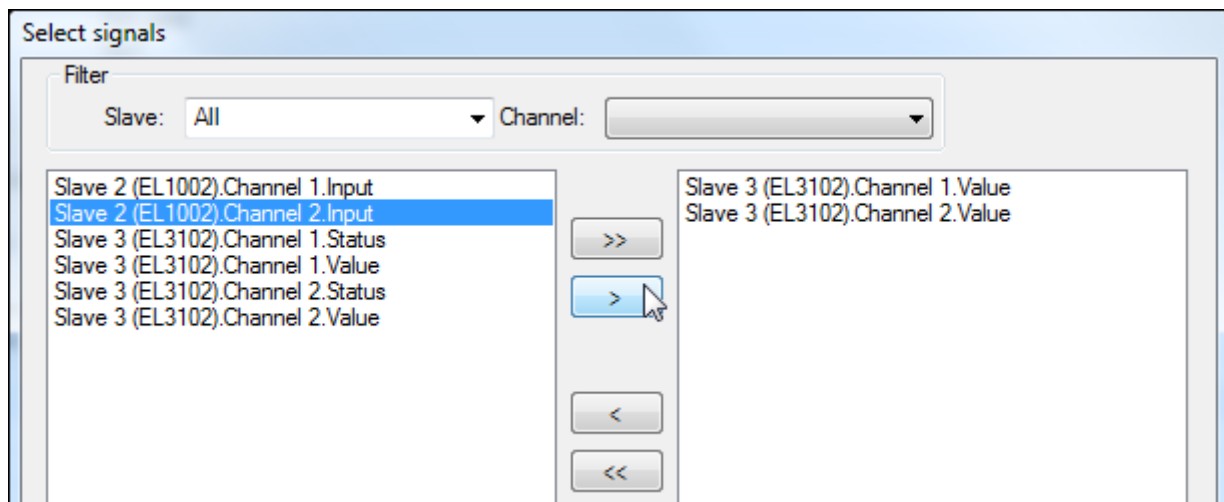 Select signals
Filter
Slave: All Channel:
Slave 2 (EL1002).Channel 1.Input
Slave 2 (EL1002).Channel 2.Input
Slave 3 (EL3102).Channel 1.Status
Slave 3 (EL3102).Channel 1.Value
Slave 3 (EL3102).Channel 2.Status
Slave 3 (EL3102).Channel 2.Value
>>
>
<
<<
Slave 3 (EL3102).Channel 1.Value
Slave 3 (EL3102).Channel 2.Value